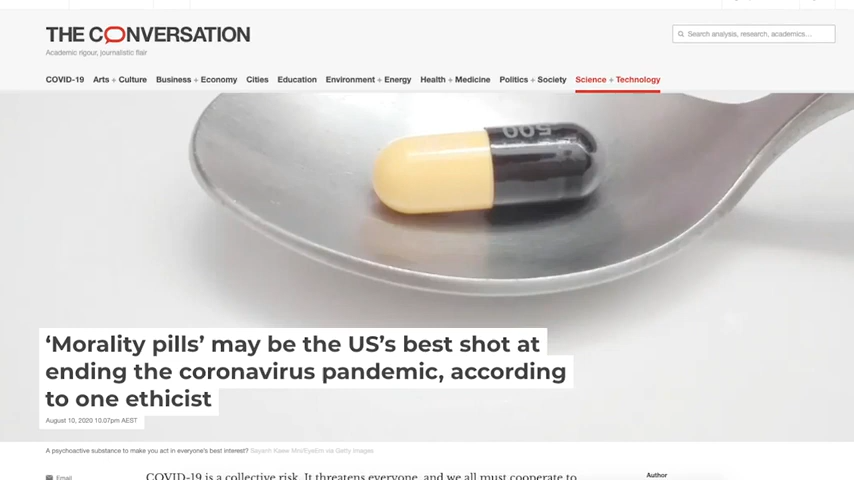 THE CONVERSATION
Academic rigour, journalistic flair
Search analysis, research, academics...
COVID-19 Arts + Culture Business + Economy Cities Education Environment + Energy Health + Medicine Politics + Society Science + Technology
500
‘Morality pills’ may be the US’s best shot at
ending the coronavirus pandemic, according
to one ethicist
August 10, 2020 10.07pm AEST
A psychoactive substance to make you act in everyone's best interest? Sayanh Kaew Mni/EyeEm via Getty Images
Email
COVID-19 is a collective risk. It threatens everyone, and we all must cooperate to
Author